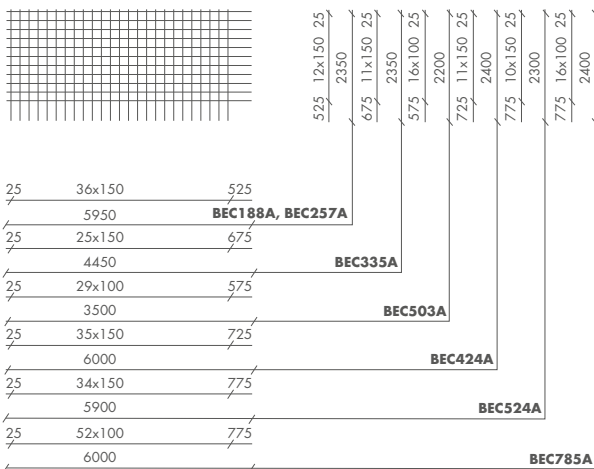 525 12x150 25
2350
675 11x150 25
2350
575 16x100 25
2200
725 11x150 25
2400
775 10x150 25
2300
775 16x100 25
2400
25 36x150 525
5950 BEC188A, BEC257A
25 25x150 675
4450 BEC335A
25 29x100 575
3500 BEC503A
25 35x150 725
6000 BEC424A
25 34x150 775
5900 BEC524A
25 52x100 775
6000 BEC785A